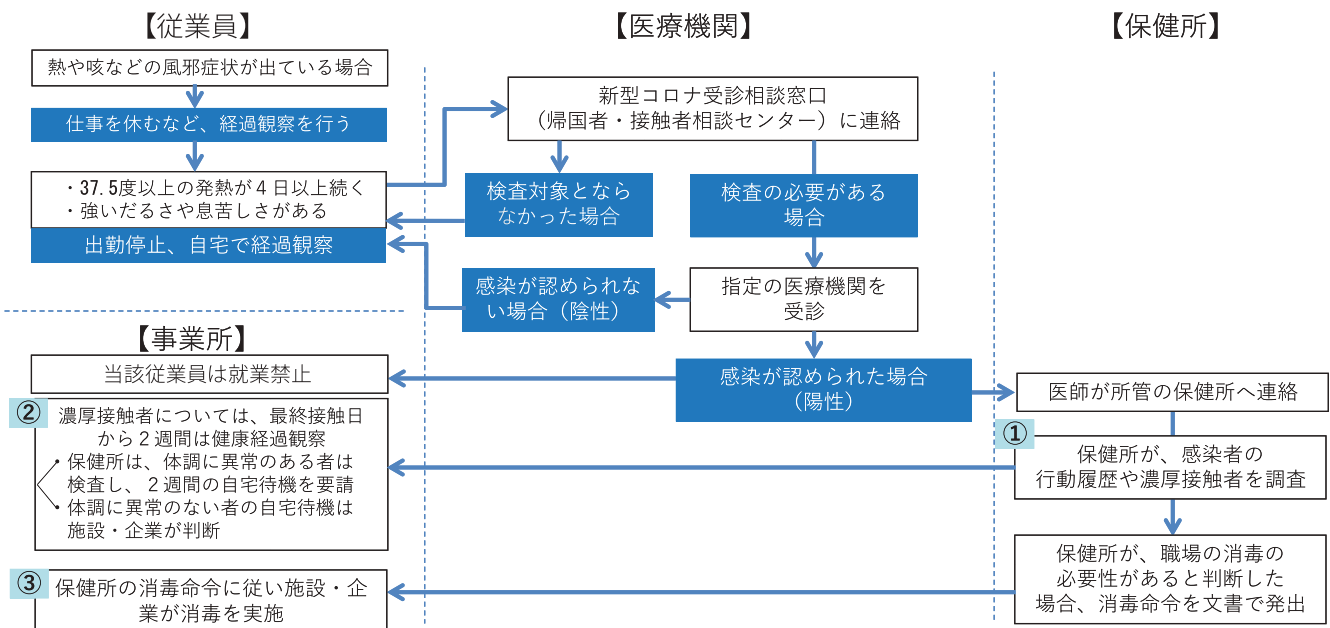 【従業員】
熱や咳などの風邪症状が出ている場合
仕事を休むなど、経過観察を行う
・37.5度以上の発熱が４日以上続く
・強いだるさや息苦しさがある
出勤停止、自宅で経過観察
【医療機関】
新型コロナ受診相談窓口
（帰国者・接触者相談センター）に連絡
検査対象となら
なかった場合
検査の必要がある
場合
感染が認められな
い場合（陰性）
指定の医療機関を
受診
感染が認められた場合
（陽性）
【保健所】
医師が所管の保健所へ連絡
①
保健所が、感染者の
行動履歴や濃厚接触者を調査
保健所が、職場の消毒の
必要性があると判断した
場合、消毒命令を文書で発出
【事業所】
当該従業員は就業禁止
②
濃厚接触者については、最終接触日
から２週間は健康経過観察
・保健所は、体調に異常のある者は
検査し、２週間の自宅待機を要請
・体調に異常のない者の自宅待機は
施設・企業が判断
③
保健所の消毒命令に従い施設・企
業が消毒を実施